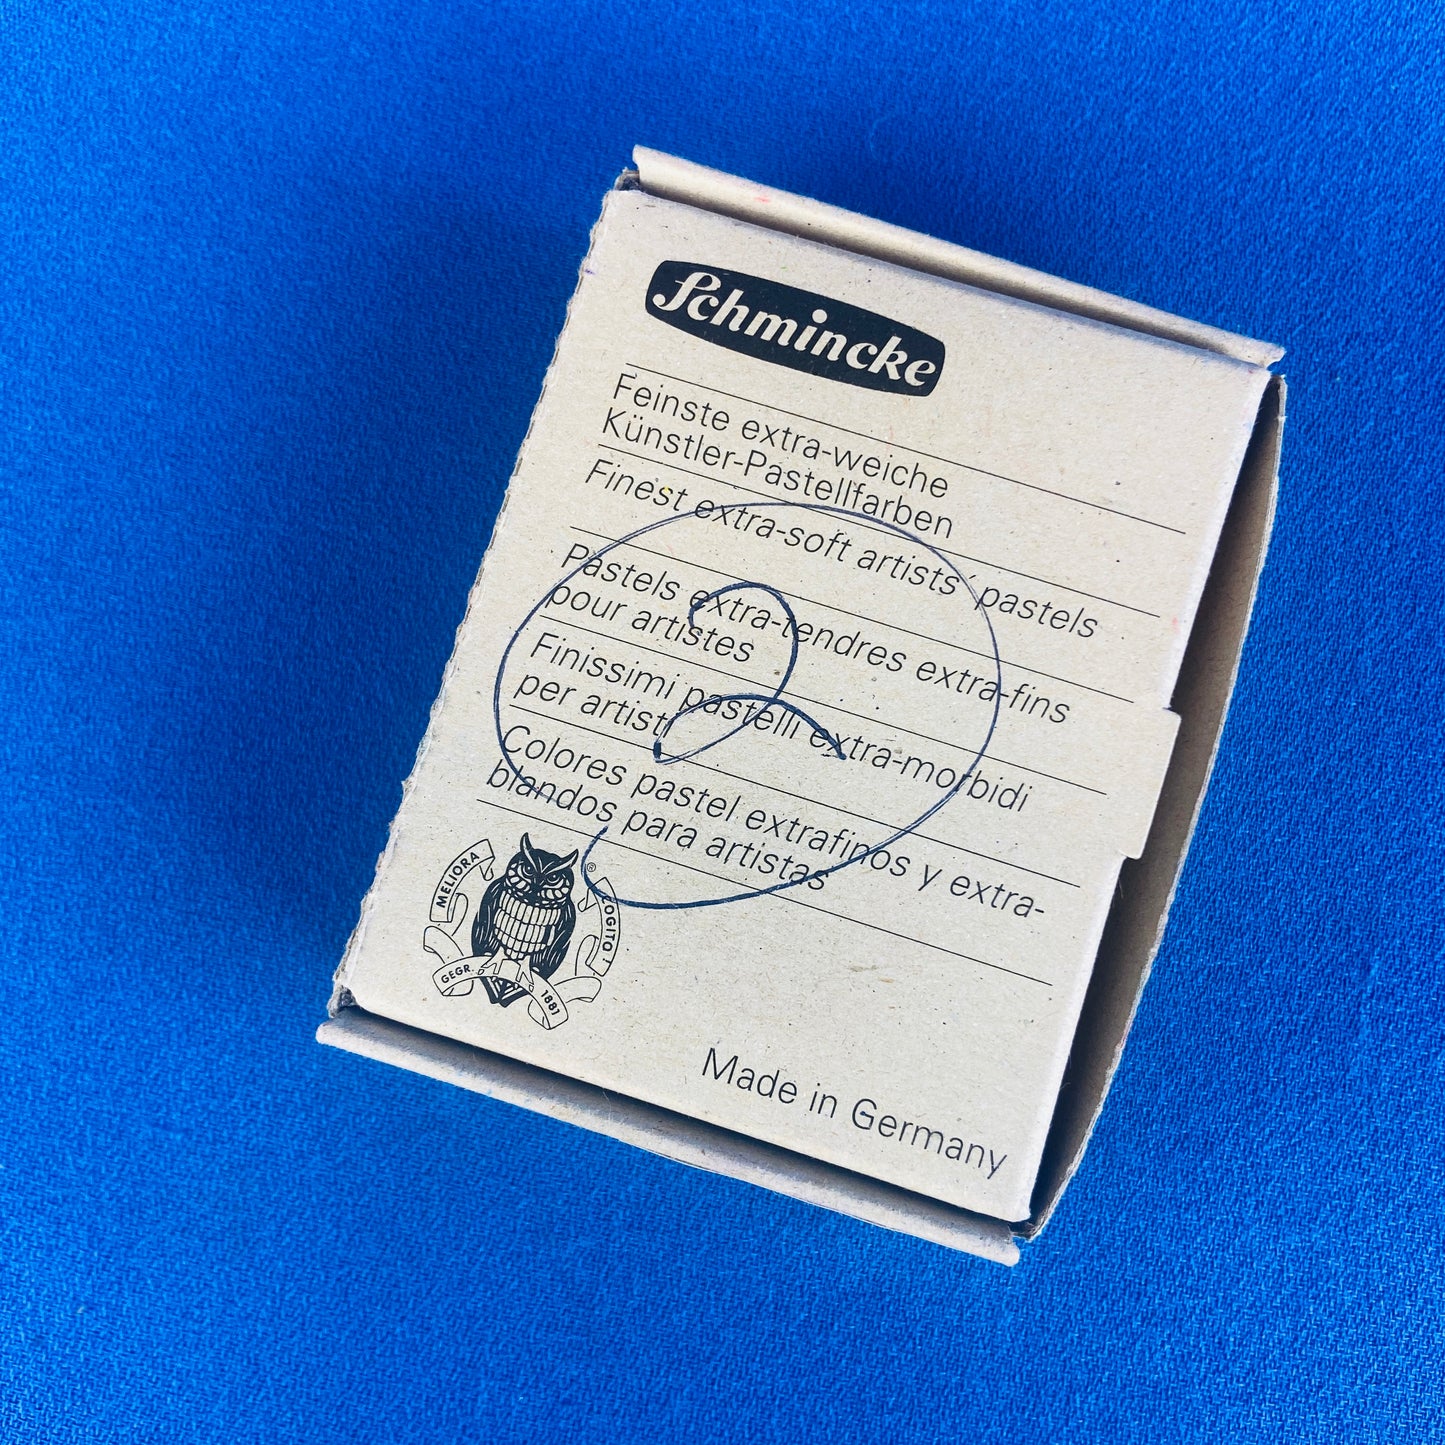 Schmincke
Feinste extra-weiche
Künstler-Pastellfarben
Finest extra-soft artists´ pastels
Pastels extra-tendres extra-fins
pour artistes
Finissimi pastelli extra-morbidi
per artisti
Colores pastel extrafinos y extra-
blandos para artistas
2
MELIORA COGITO!
®
GEGR. 1881
Made in Germany